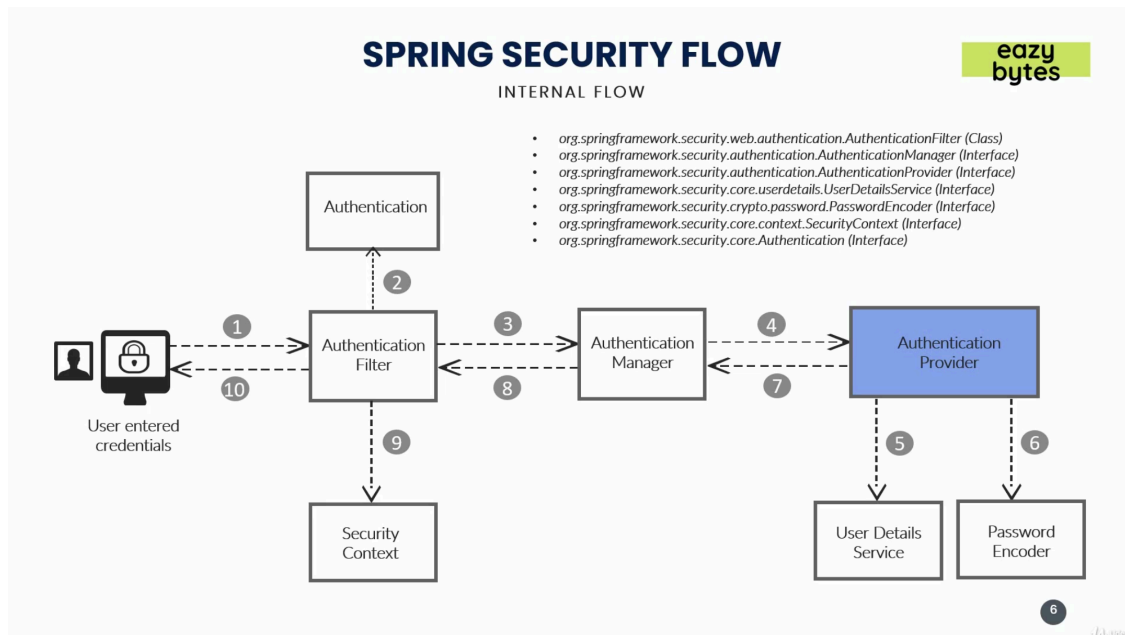 SPRING SECURITY FLOW
INTERNAL FLOW
eazy
bytes
• org.springframework.security.web.authentication.AuthenticationFilter (Class)
• org.springframework.security.authentication.AuthenticationManager (Interface)
• org.springframework.security.authentication.AuthenticationProvider (Interface)
• org.springframework.security.core.userdetails.UserDetailsService (Interface)
• org.springframework.security.crypto.password.PasswordEncoder (Interface)
• org.springframework.security.core.context.SecurityContext (Interface)
• org.springframework.security.core.Authentication (Interface)
Authentication
2
1
3
4
Authentication
Filter
Authentication
Manager
Authentication
Provider
10
8
7
User entered
credentials
9
5
6
Security
Context
User Details
Service
Password
Encoder
6